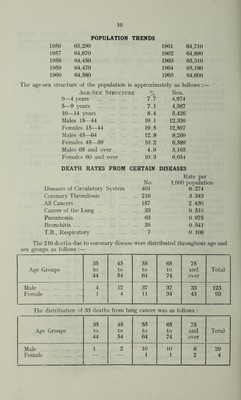 10
POPULATION TRENDS
1956 65,290 1961 64,716
1957 64,870 1962 64,890
1958 64,450 1963 65,310
1959 64,470 1964 65,180
1960 64,580 1965 64,600
The age-sex structure of the population is approximately as follows :—
AGE-SEX STRUCTURE % NOS.
0—4 years 7.7 4,974
5—9 years 7.1 4,587
10—14 years 8.4 5,426
Males 15—44 19.1 12,339
Females 15—44 19.8 12,597
Males 45—64 12.8 8,269
Females 45—59 10.2 6,589
Males 65 and over 4.9 3,165
Females 60 and over 10.3 6,654
DEATH RATES FROM CERTAIN DISEASES
Rate per
No. 1,000 population
Diseases of Circulatory System 401 6.274
Coronary Thrombosis 216 3.343
All Cancers 157 2.430
Cancer of the Lung 33 0.510
Pneumonia 63 0.975
Bronchitis 35 0.541
T.B., Respiratory 7 0.108
The 216 deaths due to coronary disease were distributed throughout age and
sex groups as follows :—
Age Groups 35 to 44 45 to 54 55 to 64 65 to 74 75 and over Total
Male 4 12 37 37 33 123
Female 1 4 11 34 43 93
The distribution of 33 deaths from lung cancer was as follows :
Age Groups 35 to 44 45 to 54 55 to 64 65 to 74 75 and over Total
Male 1 2 10 10 6 29
Female — — 1 1 2 4